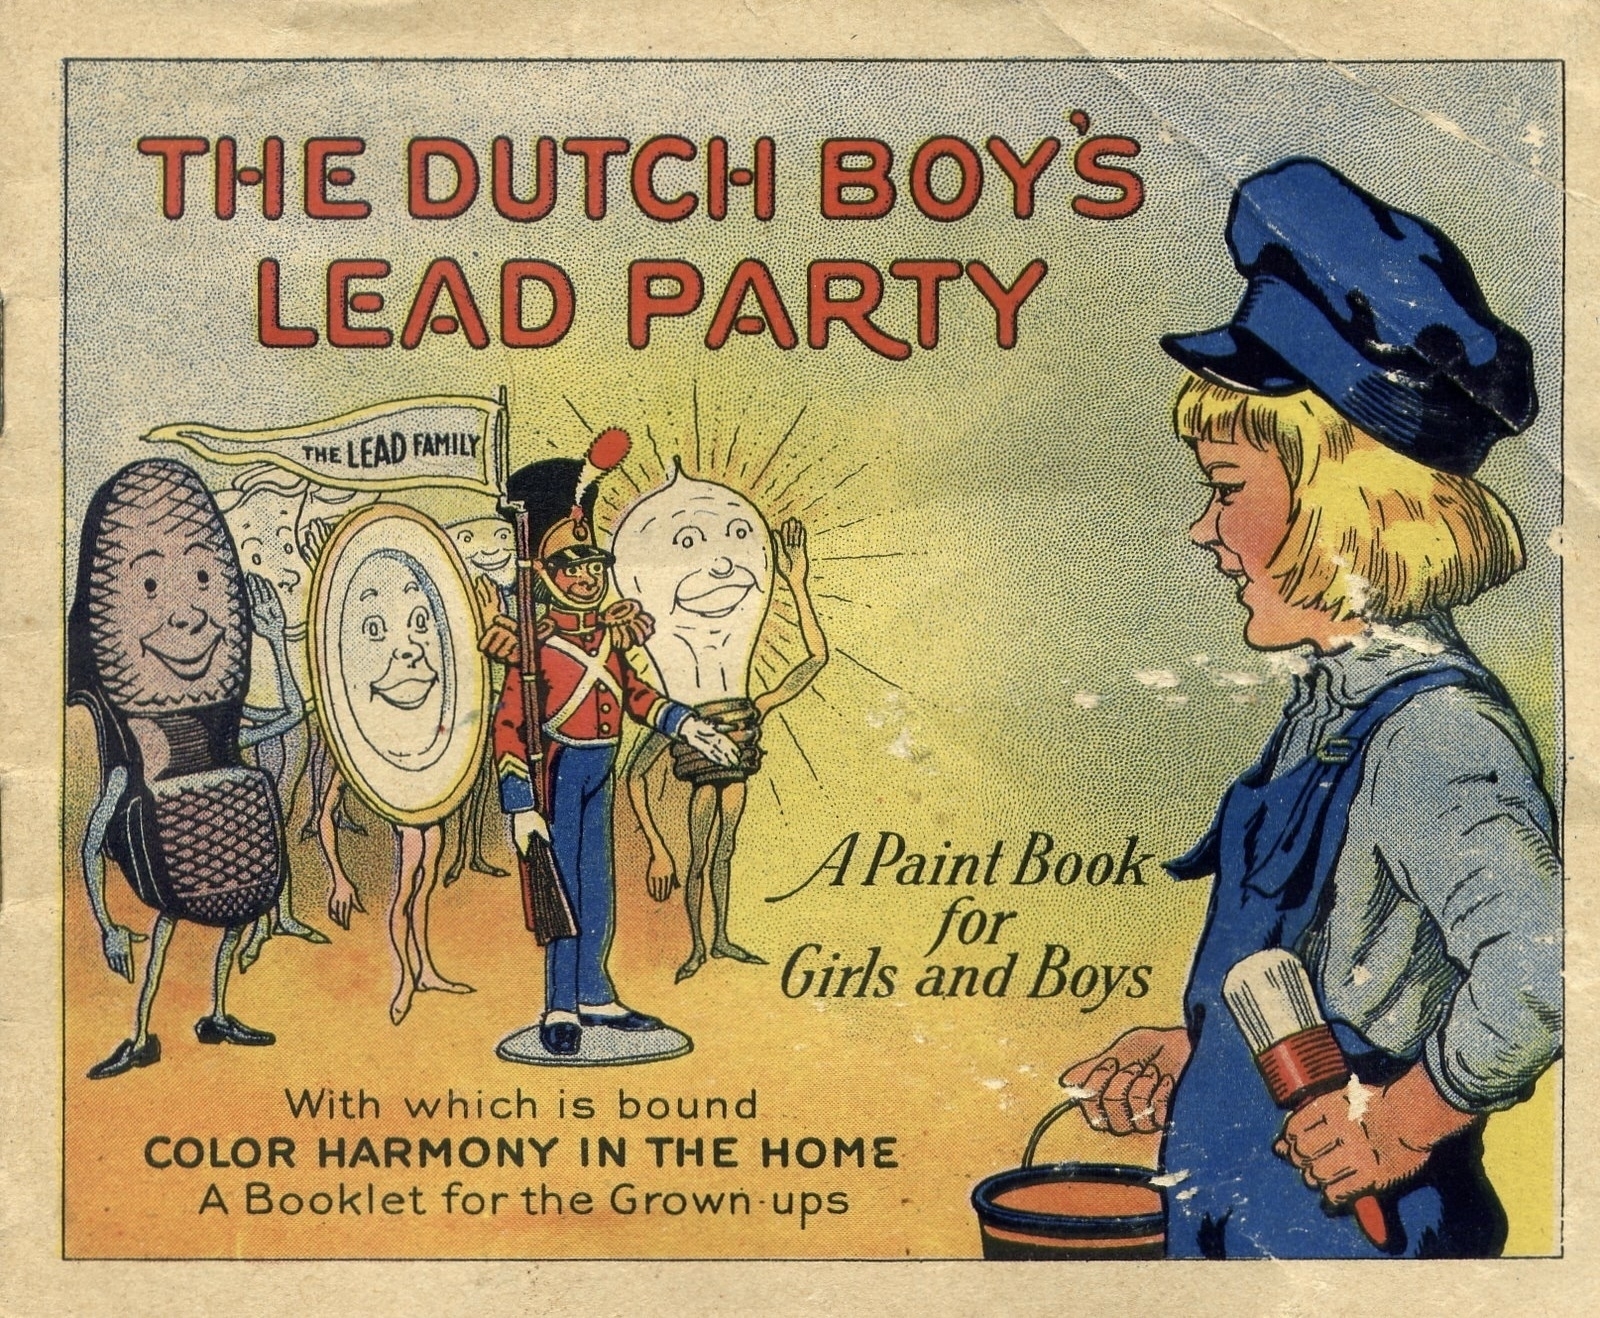 THE DUTCH BOY'S
LEAD PARTY
THE LEAD FAMILY
A Paint Book
for
Girls and Boys
With which is bound
COLOR HARMONY IN THE HOME
A Booklet for the Grown-ups